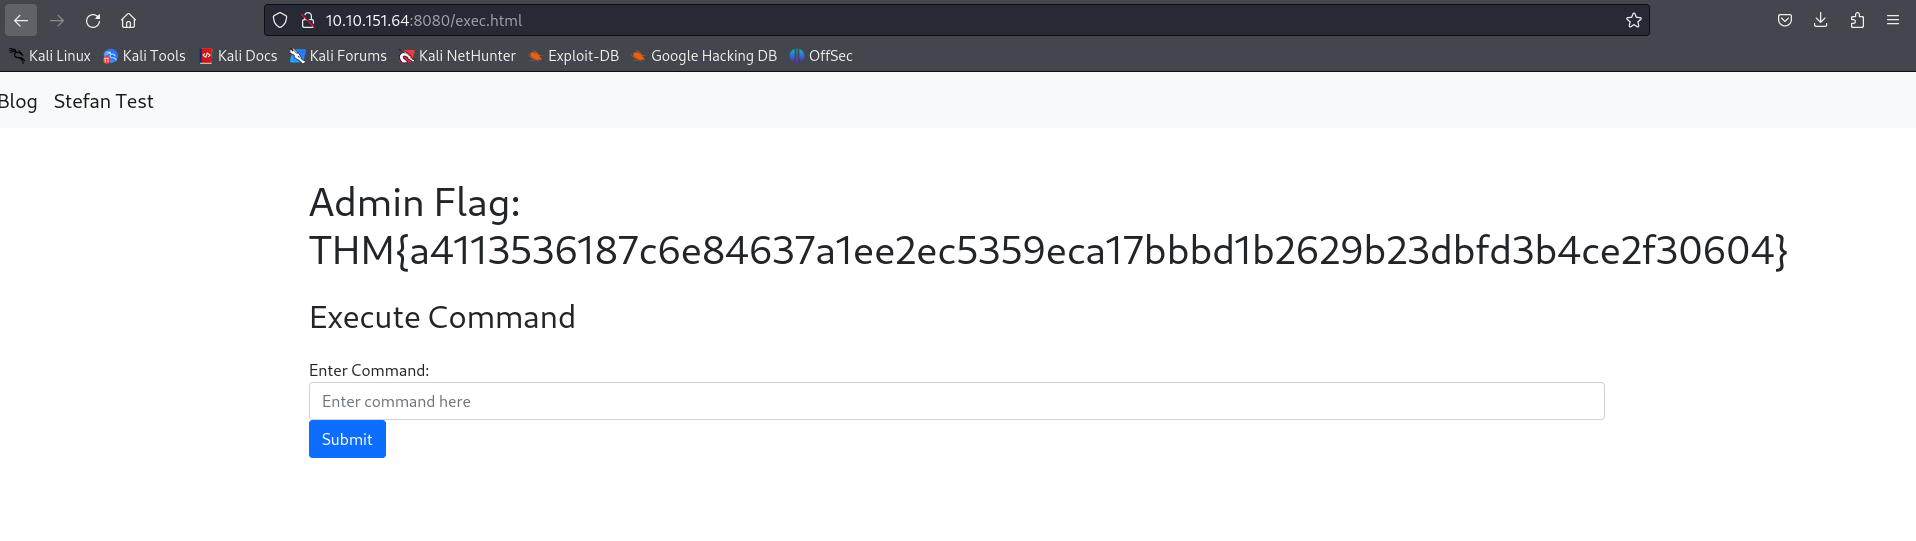 10.10.151.64:8080/exec.html
Kali Linux Kali Tools Kali Docs Kali Forums Kali NetHunter Exploit-DB Google Hacking DB OffSec
Blog Stefan Test
Admin Flag:
THM{a4113536187c6e84637a1ee2ec5359eca17bbbd1b2629b23dbfd3b4ce2f30604}
Execute Command
Enter Command:
Enter command here
Submit